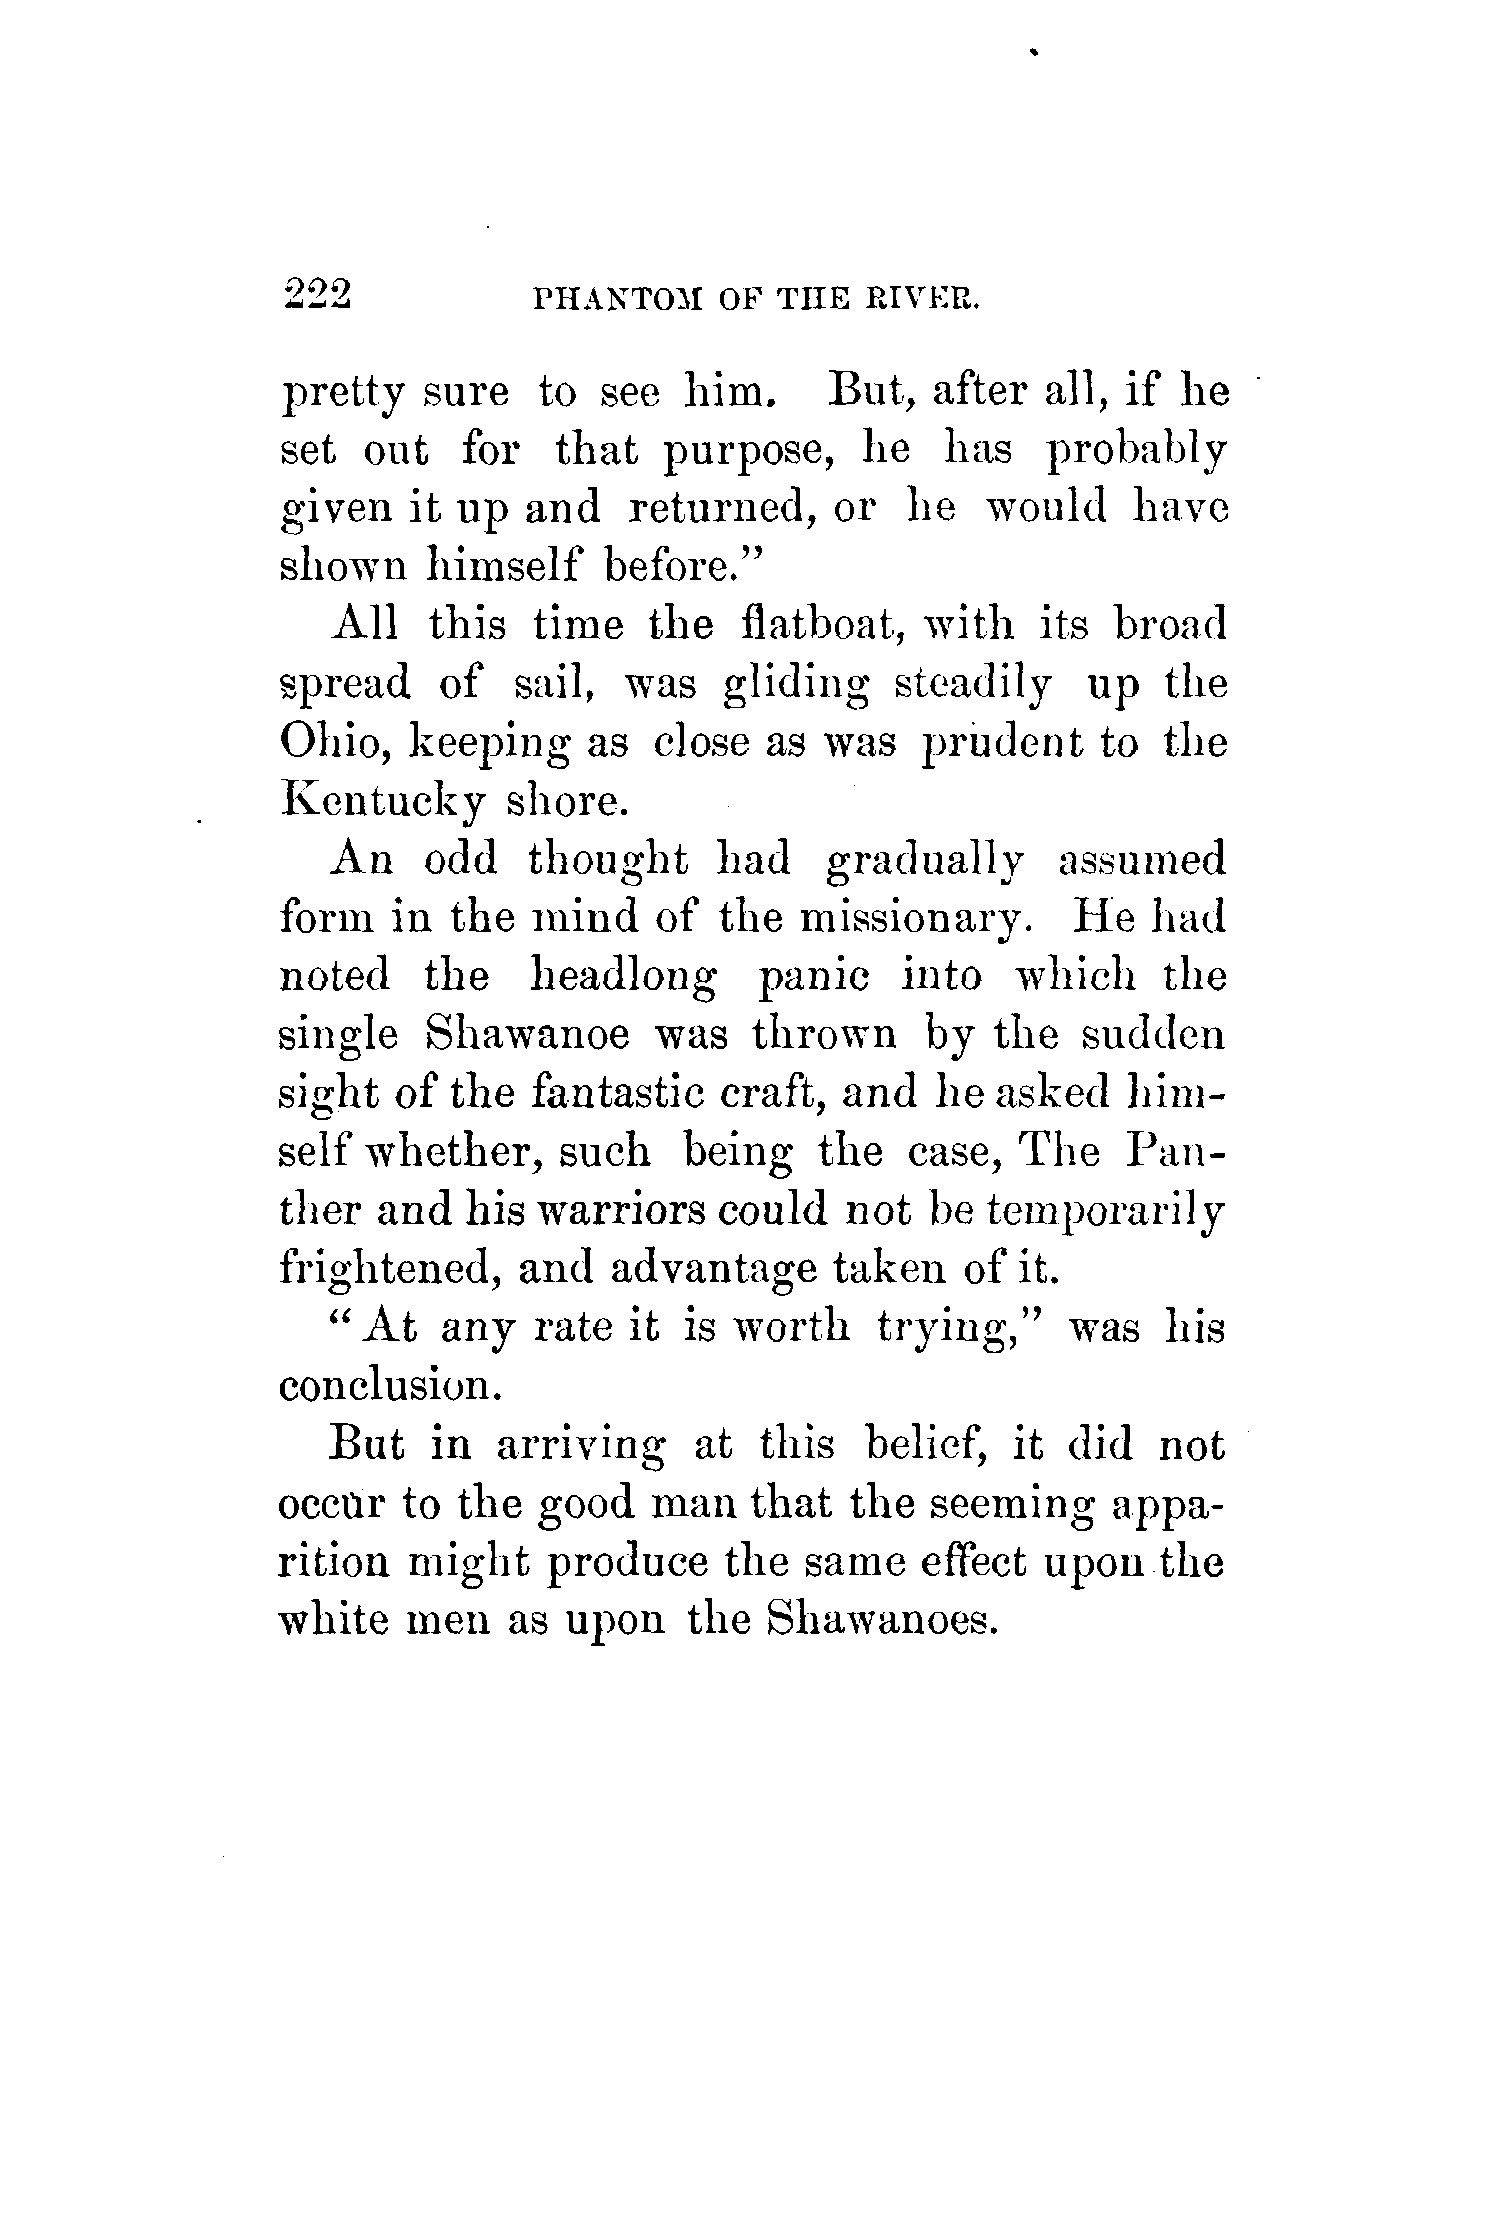 222 PHANTOM OF THE RIVER.
pretty sure to see him. But, after all, if he
set out for that purpose, he has probably
given it up and returned, or he would have
shown himself before.”
All this time the flatboat, with its broad
spread of sail, was gliding steadily up the
Ohio, keeping as close as was prudent to the
Kentucky shore.
An odd thought had gradually assumed
form in the mind of the missionary. He had
noted the headlong panic into which the
single Shawanoe was thrown by the sudden
sight of the fantastic craft, and he asked him-
self whether, such being the case, The Pan-
ther and his warriors could not be temporarily
frightened, and advantage taken of it.
“At any rate it is worth trying,” was his
conclusion.
But in arriving at this belief, it did not
occur to the good man that the seeming appa-
rition might produce the same effect upon the
white men as upon the Shawanoes.